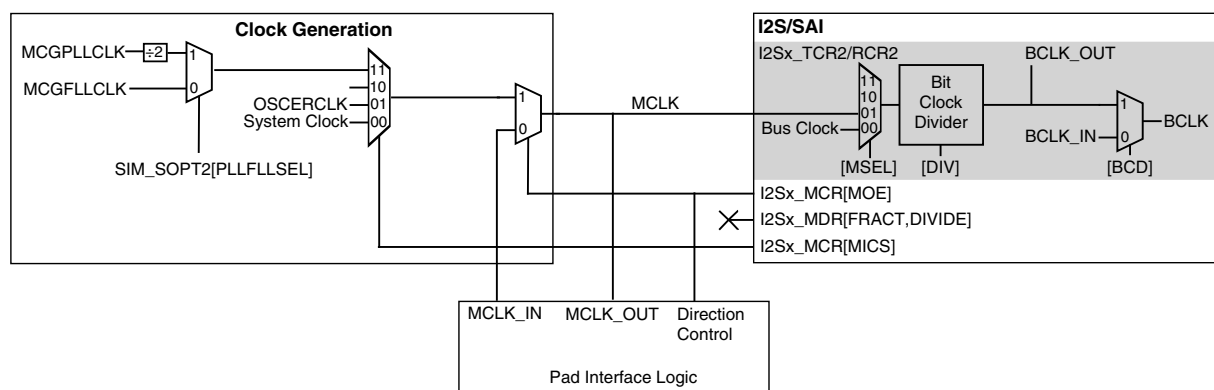 Clock Generation
MCGPLLCLK
÷2
1
MCGFLLCLK
0
SIM_SOPT2[PLLFLLSEL]
11
10
OSCERCLK
01
System Clock
00
1
0
MCLK
I2S/SAI
I2Sx_TCR2/RCR2
11
10
01
Bus Clock
00
[MSEL]
Bit
Clock
Divider
[DIV]
BCLK_OUT
1
BCLK_IN
0
BCLK
[BCD]
I2Sx_MCR[MOE]
I2Sx_MDR[FRACT,DIVIDE]
I2Sx_MCR[MICS]
MCLK_IN
MCLK_OUT
Direction
Control
Pad Interface Logic